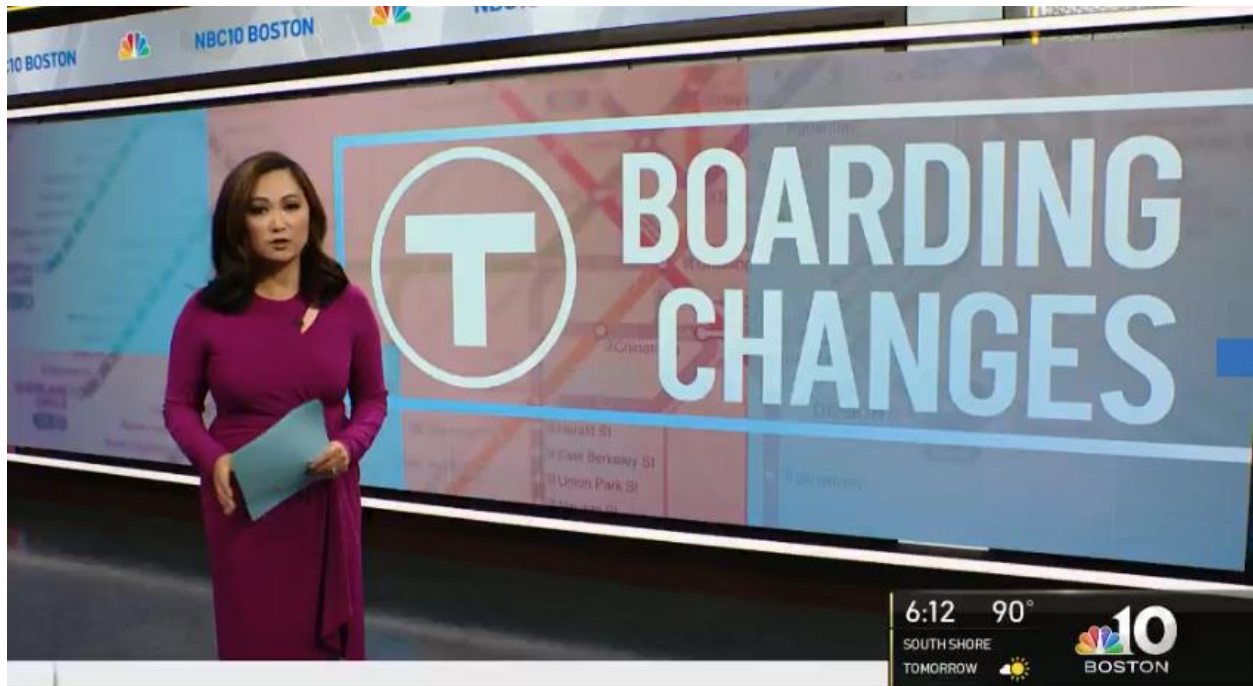 10 BOSTON
NBC10 BOSTON
T
BOARDING
CHANGES
Herald St
East Berkeley St
Union Park St
6:12 90°
SOUTH SHORE
TOMORROW
10
BOSTON